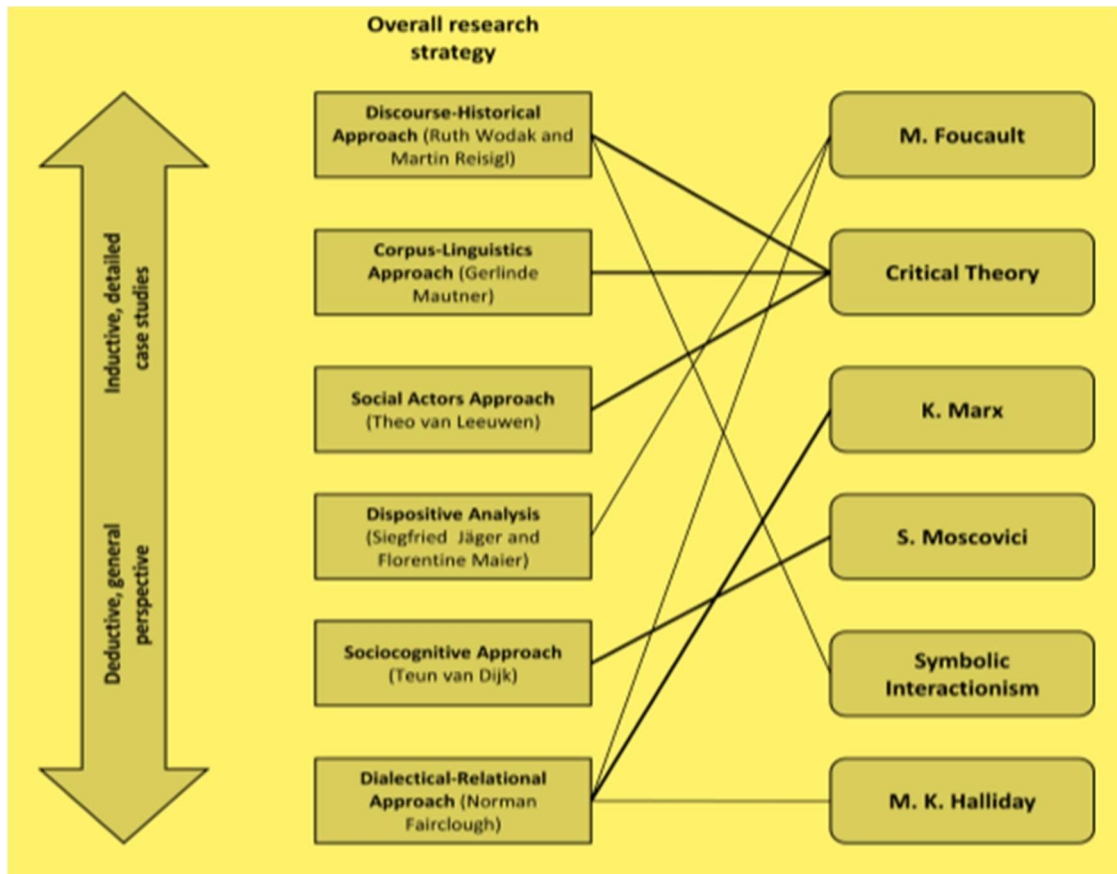 Overall research
strategy
Discourse-Historical
Approach (Ruth Wodak and
Martin Reisigl)
M. Foucault
Inductive, detailed
case studies
Corpus-Linguistics
Approach (Gerlinde
Mautner)
Critical Theory
Social Actors Approach
(Theo van Leeuwen)
K. Marx
Deductive, general
perspective
Dispositive Analysis
(Siegfried Jäger and
Florentine Maier)
S. Moscovici
Sociocognitive Approach
(Teun van Dijk)
Symbolic
Interactionism
Dialectical-Relational
Approach (Norman
Fairclough)
M. K. Halliday